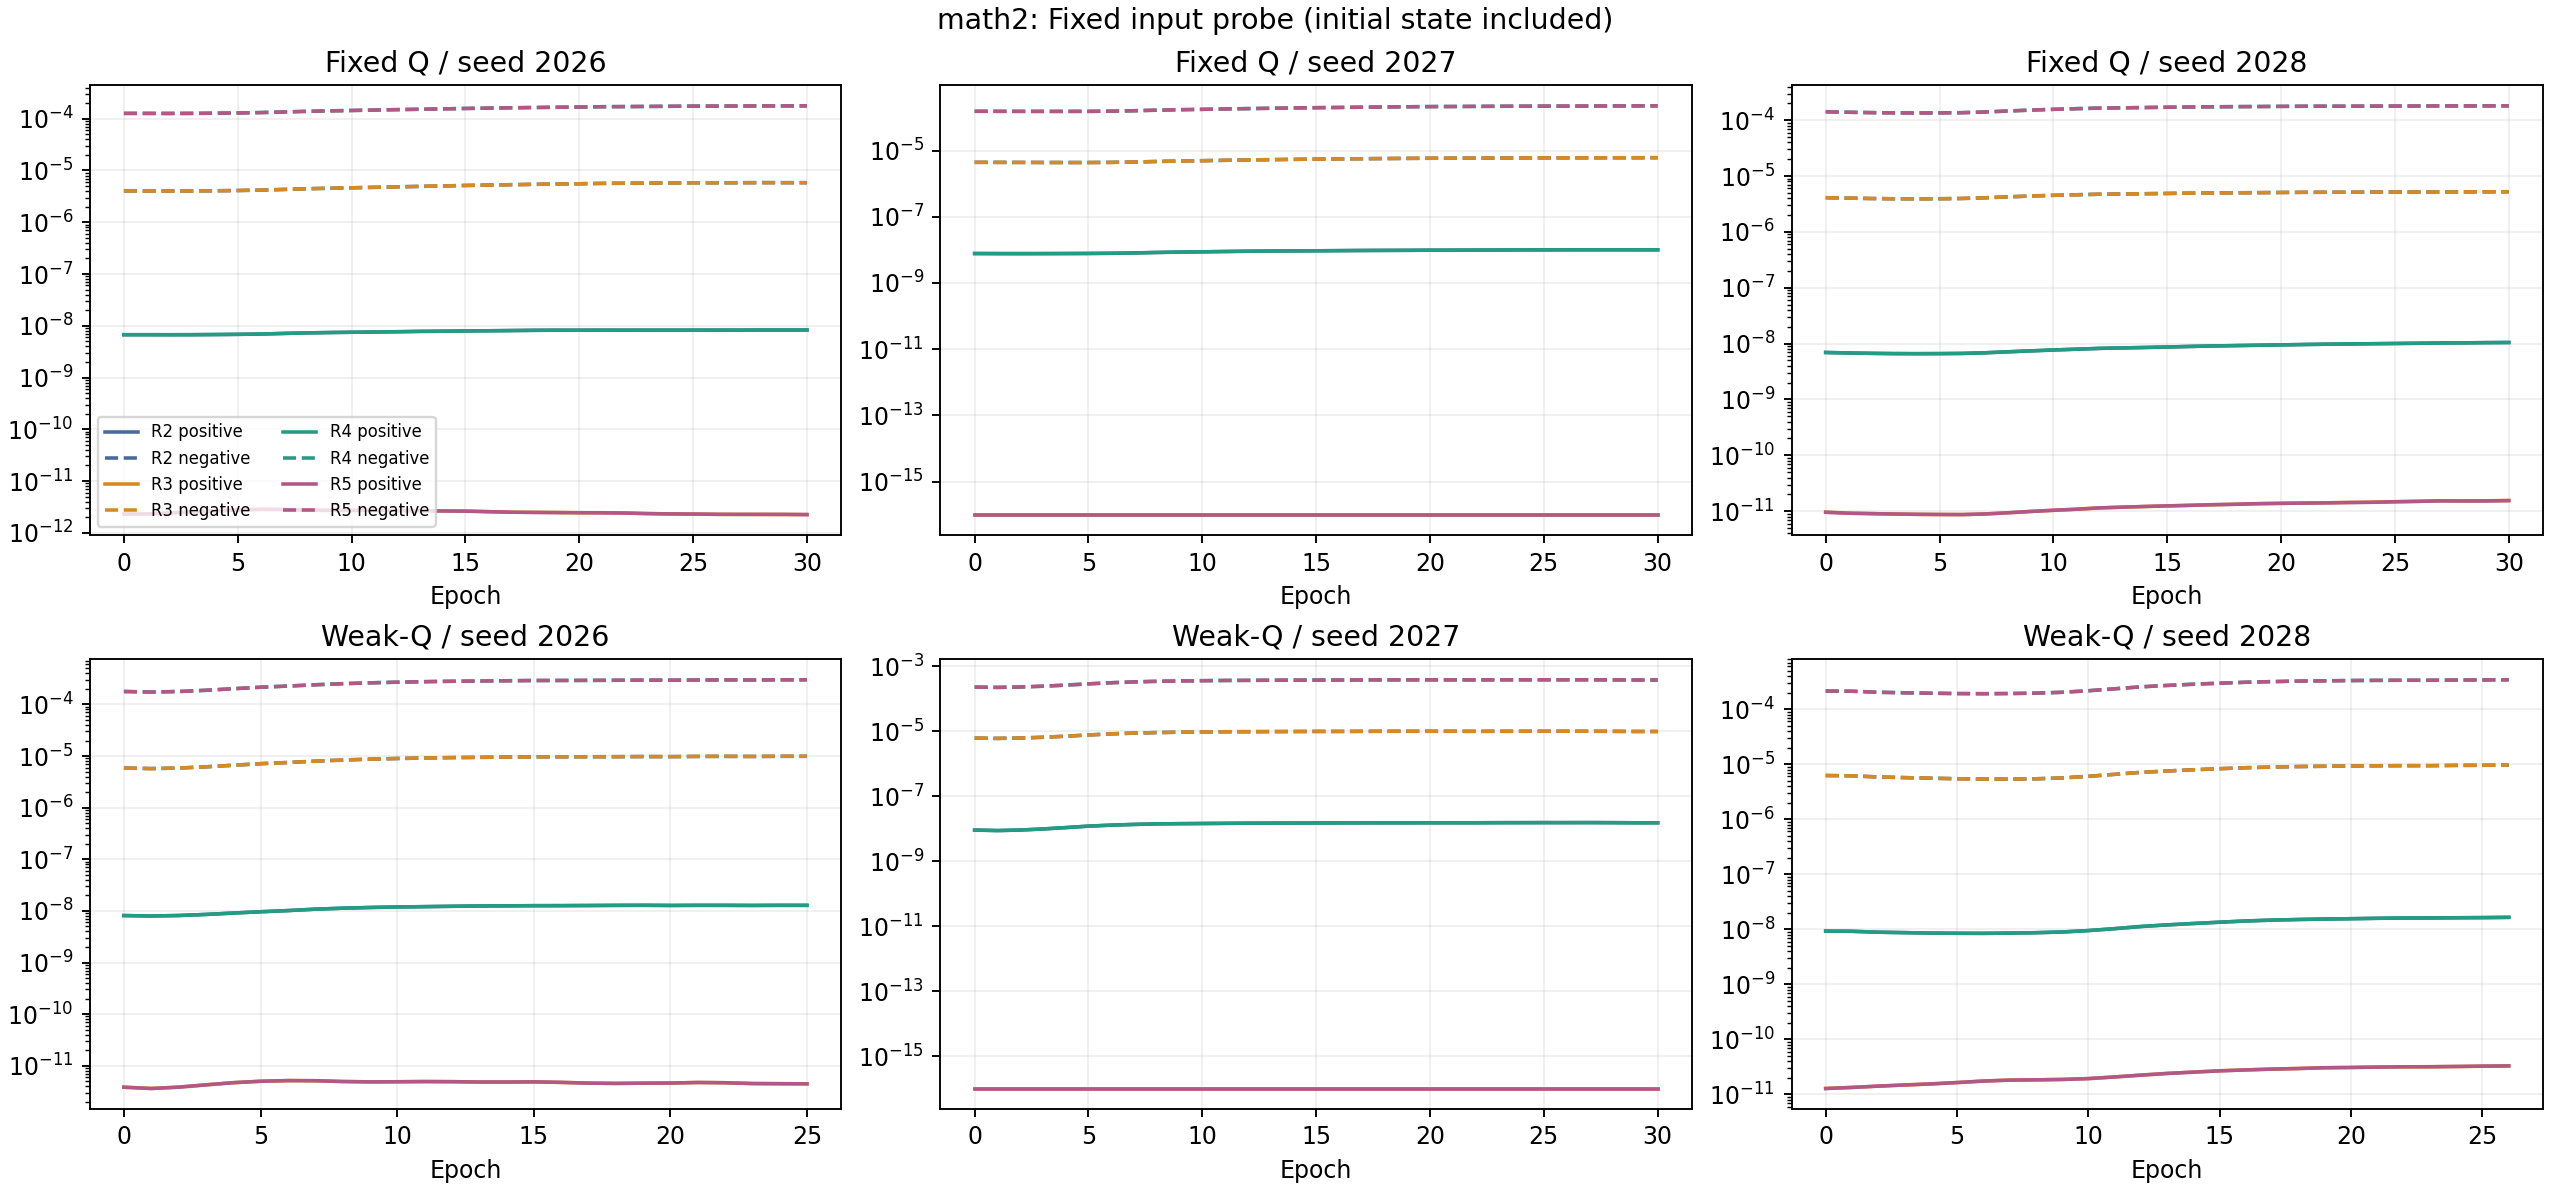 math2: Fixed input probe (initial state included)
Fixed Q / seed 2026
10⁻⁴
10⁻⁵
10⁻⁶
10⁻⁷
10⁻⁸
10⁻⁹
10⁻¹⁰
10⁻¹¹
10⁻¹²
R2 positive
R2 negative
R3 positive
R3 negative
R4 positive
R4 negative
R5 positive
R5 negative
0 5 10 15 20 25 30
Epoch
Fixed Q / seed 2027
10⁻⁵
10⁻⁷
10⁻⁹
10⁻¹¹
10⁻¹³
10⁻¹⁵
0 5 10 15 20 25 30
Epoch
Fixed Q / seed 2028
10⁻⁴
10⁻⁵
10⁻⁶
10⁻⁷
10⁻⁸
10⁻⁹
10⁻¹⁰
10⁻¹¹
0 5 10 15 20 25 30
Epoch
Weak-Q / seed 2026
10⁻⁴
10⁻⁵
10⁻⁶
10⁻⁷
10⁻⁸
10⁻⁹
10⁻¹⁰
10⁻¹¹
0 5 10 15 20 25
Epoch
Weak-Q / seed 2027
10⁻³
10⁻⁵
10⁻⁷
10⁻⁹
10⁻¹¹
10⁻¹³
10⁻¹⁵
0 5 10 15 20 25 30
Epoch
Weak-Q / seed 2028
10⁻⁴
10⁻⁵
10⁻⁶
10⁻⁷
10⁻⁸
10⁻⁹
10⁻¹⁰
10⁻¹¹
0 5 10 15 20 25
Epoch